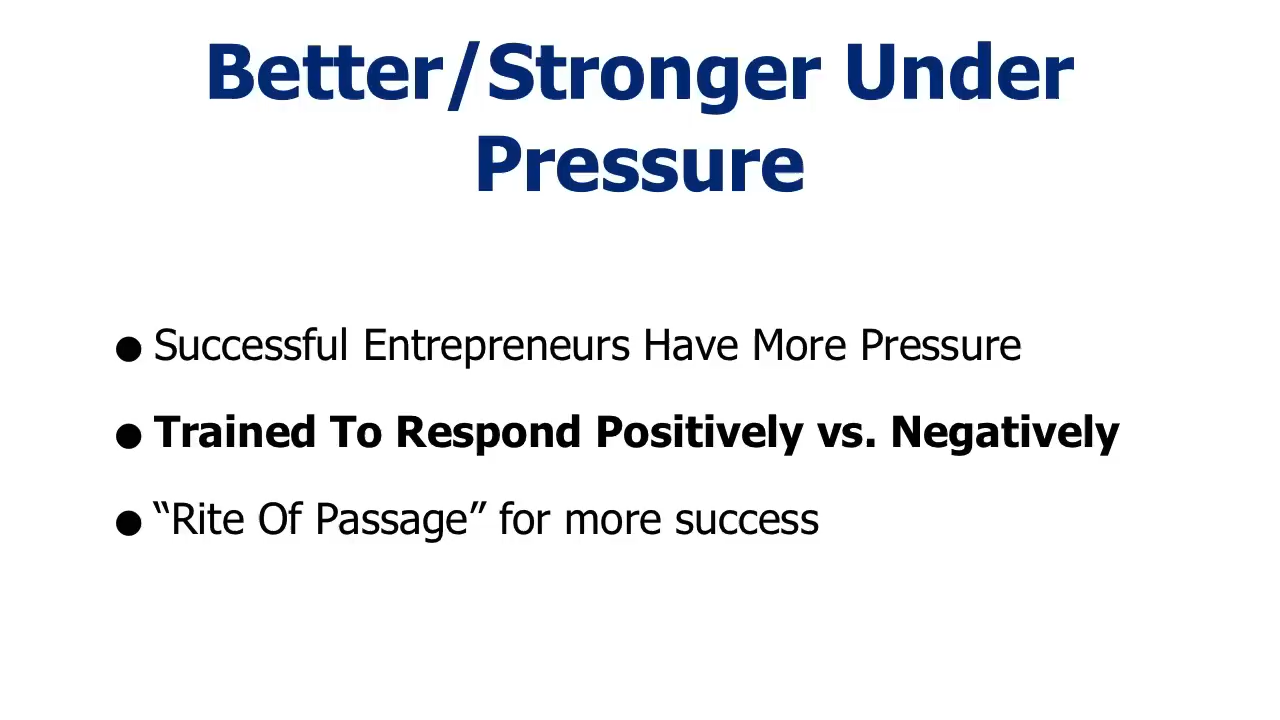 Better/Stronger Under
Pressure
● Successful Entrepreneurs Have More Pressure
● Trained To Respond Positively vs. Negatively
● “Rite Of Passage” for more success